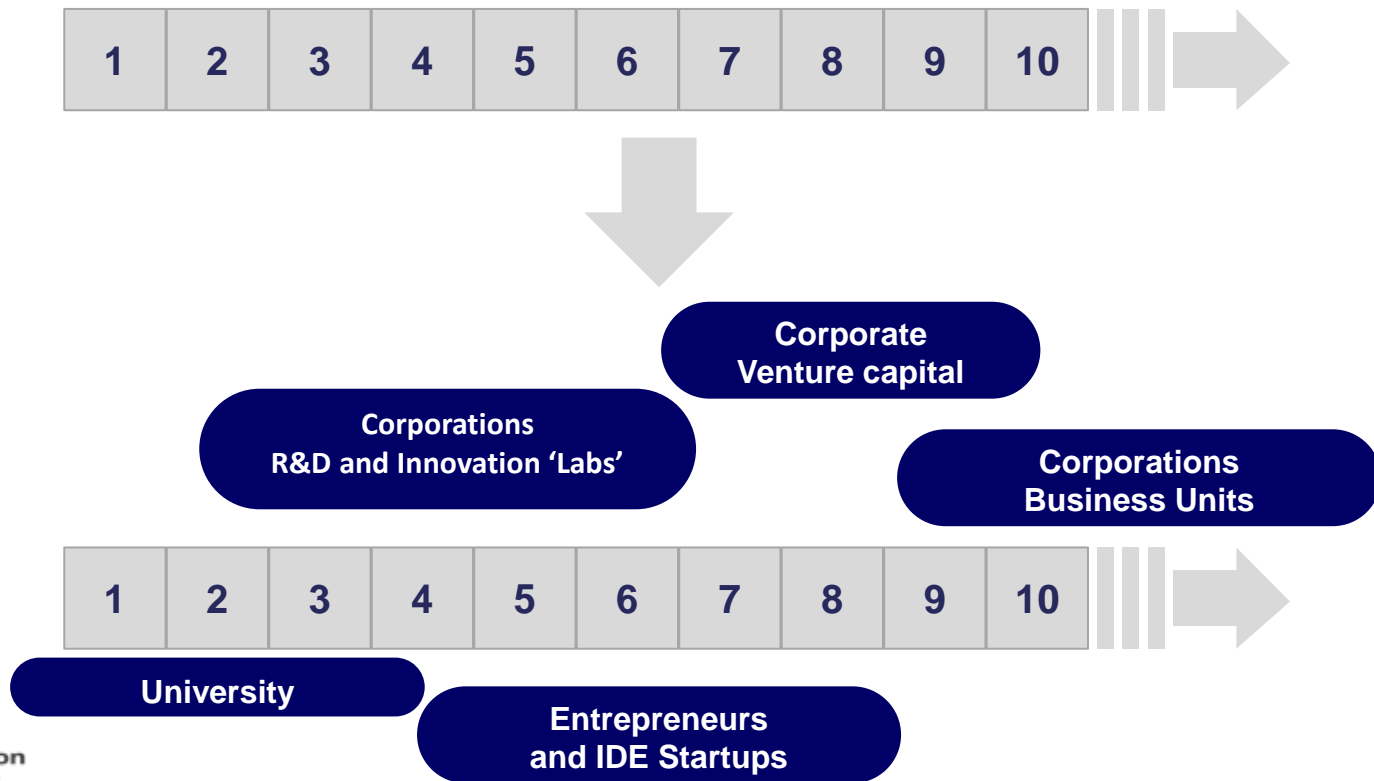 1 2 3 4 5 6 7 8 9 10
Corporate
Venture capital
Corporations
R&D and Innovation ‘Labs’
Corporations
Business Units
1 2 3 4 5 6 7 8 9 10
University
Entrepreneurs
and IDE Startups
on